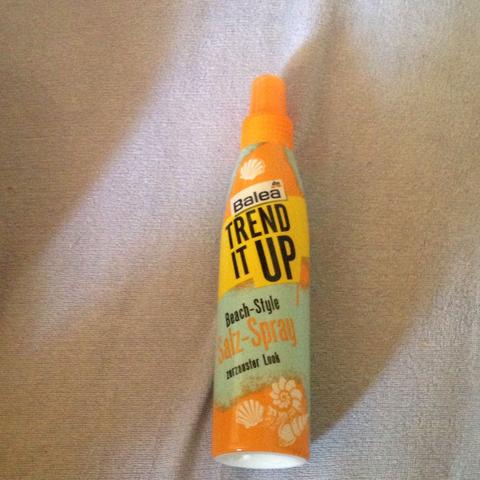 Balea
TREND
IT UP
Beach-Style
Salz-Spray
zerzauster Look